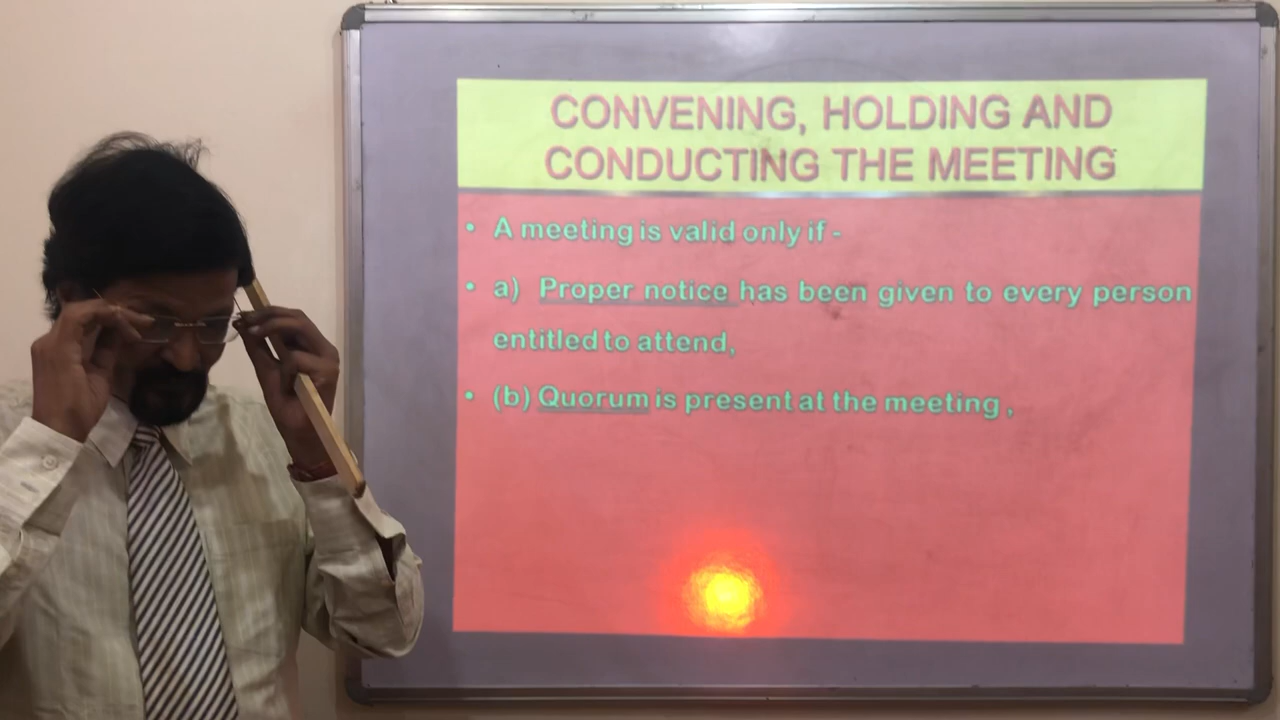 CONVENING, HOLDING AND
CONDUCTING THE MEETING
• A meeting is valid only if -
• a) Proper notice has been given to every person
entitled to attend,
• (b) Quorum is present at the meeting ,